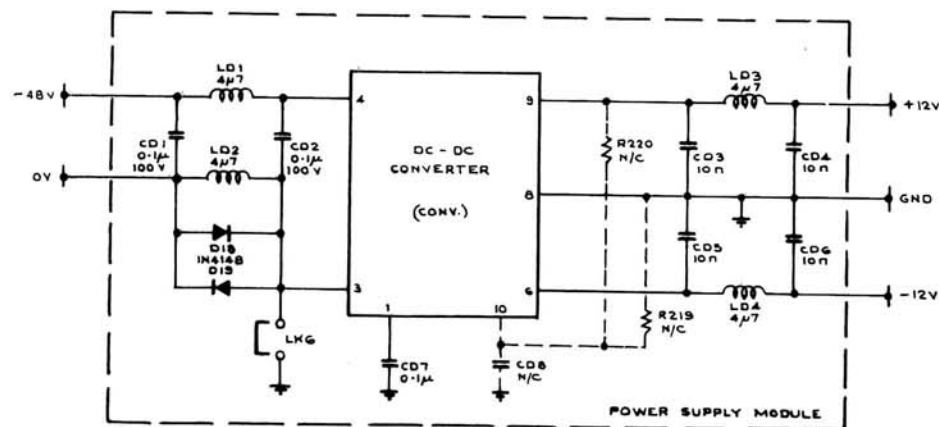 -48V
0V
LD1
4µ7
CD1
0·1µ
100V
LD2
4µ7
CD2
0·1µ
100V
D18
1N4148
D19
LK6
4
3
DC - DC
CONVERTER
(CONV.)
1
10
9
8
6
CD7
0·1µ
CD8
N/C
R220
N/C
R219
N/C
LD3
4µ7
CD3
10n
CD4
10n
CD5
10n
CD6
10n
LD4
4µ7
+12V
GND
-12V
POWER SUPPLY MODULE